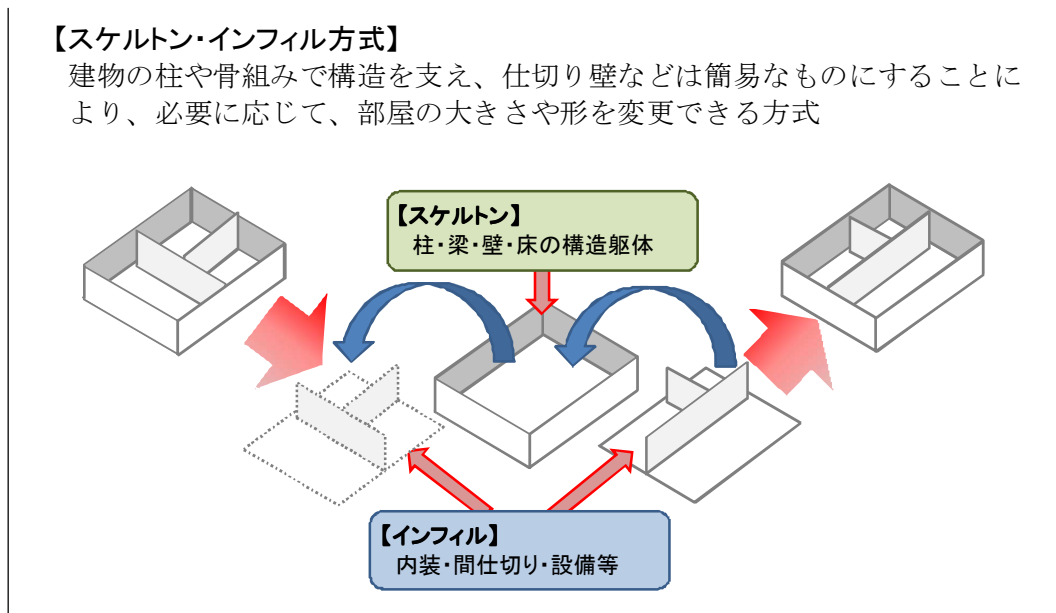 【スケルトン・インフィル方式】
建物の柱や骨組みで構造を支え、仕切り壁などは簡易なものにすることに
より、必要に応じて、部屋の大きさや形を変更できる方式
【スケルトン】
柱・梁・壁・床の構造躯体
【インフィル】
内装・間仕切り・設備等